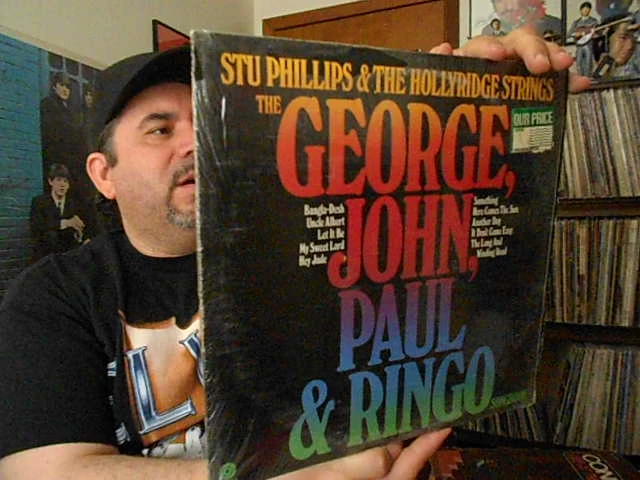 STU PHILLIPS & THE HOLLYRIDGE STRINGS
THE
GEORGE,
JOHN,
PAUL
& RINGO
OUR PRICE
Bangla-Desh
Uncle Albert
Let It Be
My Sweet Lord
Hey Jude
Something
Here Comes The Sun
Another Day
It Don't Come Easy
The Long And
Winding Road
L
CON